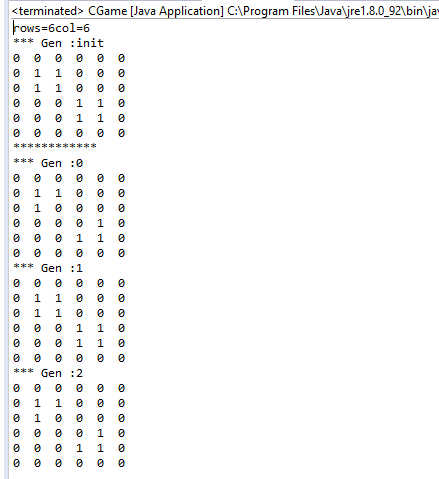 <terminated> CGame [Java Application] C:\Program Files\Java\jre1.8.0_92\bin\jav
rows=6col=6
*** Gen :init
0 0 0 0 0 0
0 1 1 0 0 0
0 1 1 0 0 0
0 0 0 1 1 0
0 0 0 1 1 0
0 0 0 0 0 0
************
*** Gen :0
0 0 0 0 0 0
0 1 1 0 0 0
0 1 0 0 0 0
0 0 0 0 1 0
0 0 0 1 1 0
0 0 0 0 0 0
*** Gen :1
0 0 0 0 0 0
0 1 1 0 0 0
0 1 1 0 0 0
0 0 0 1 1 0
0 0 0 1 1 0
0 0 0 0 0 0
*** Gen :2
0 0 0 0 0 0
0 1 1 0 0 0
0 1 0 0 0 0
0 0 0 0 1 0
0 0 0 1 1 0
0 0 0 0 0 0